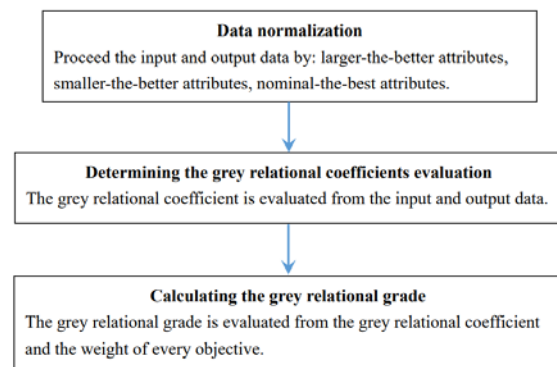 Data normalization
Proceed the input and output data by: larger-the-better attributes,
smaller-the-better attributes, nominal-the-best attributes.
Determining the grey relational coefficients evaluation
The grey relational coefficient is evaluated from the input and output data.
Calculating the grey relational grade
The grey relational grade is evaluated from the grey relational coefficient
and the weight of every objective.